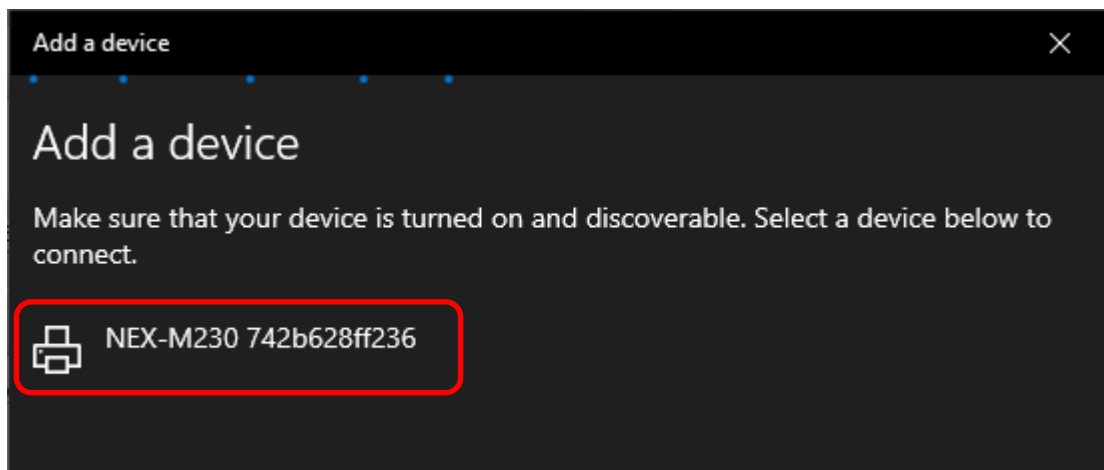 Add a device
Add a device
Make sure that your device is turned on and discoverable. Select a device below to
connect.
NEX-M230 742b628ff236